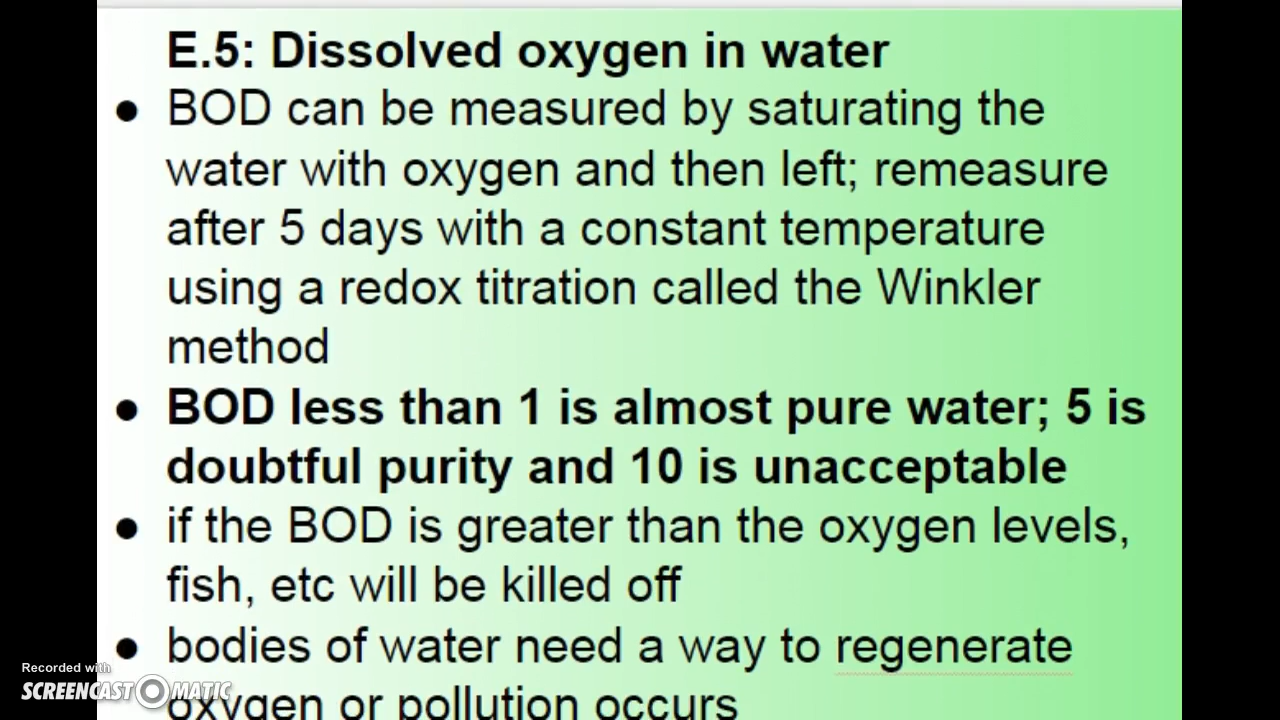 E.5: Dissolved oxygen in water
● BOD can be measured by saturating the
water with oxygen and then left; remeasure
after 5 days with a constant temperature
using a redox titration called the Winkler
method
● BOD less than 1 is almost pure water; 5 is
doubtful purity and 10 is unacceptable
● if the BOD is greater than the oxygen levels,
fish, etc will be killed off
● bodies of water need a way to regenerate
oxygen or pollution occurs
Recorded with
SCREENCAST-O-MATIC